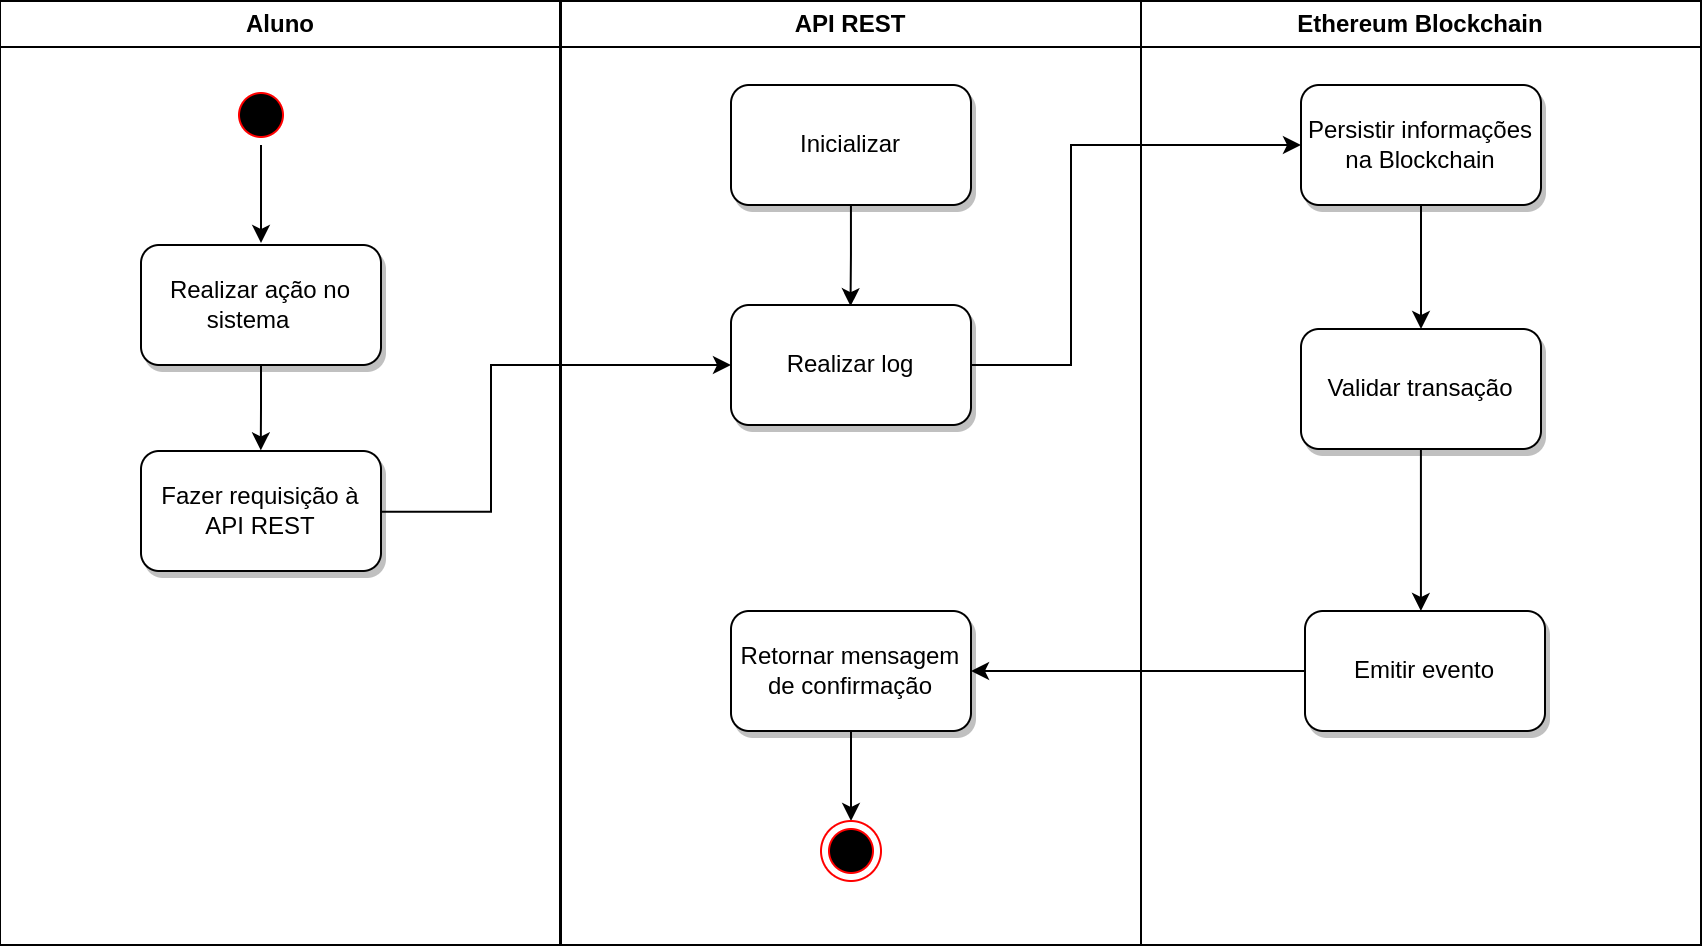 Aluno
API REST
Ethereum Blockchain
Realizar ação no
sistema
Fazer requisição à
API REST
Inicializar
Realizar log
Retornar mensagem
de confirmação
Persistir informações
na Blockchain
Validar transação
Emitir evento